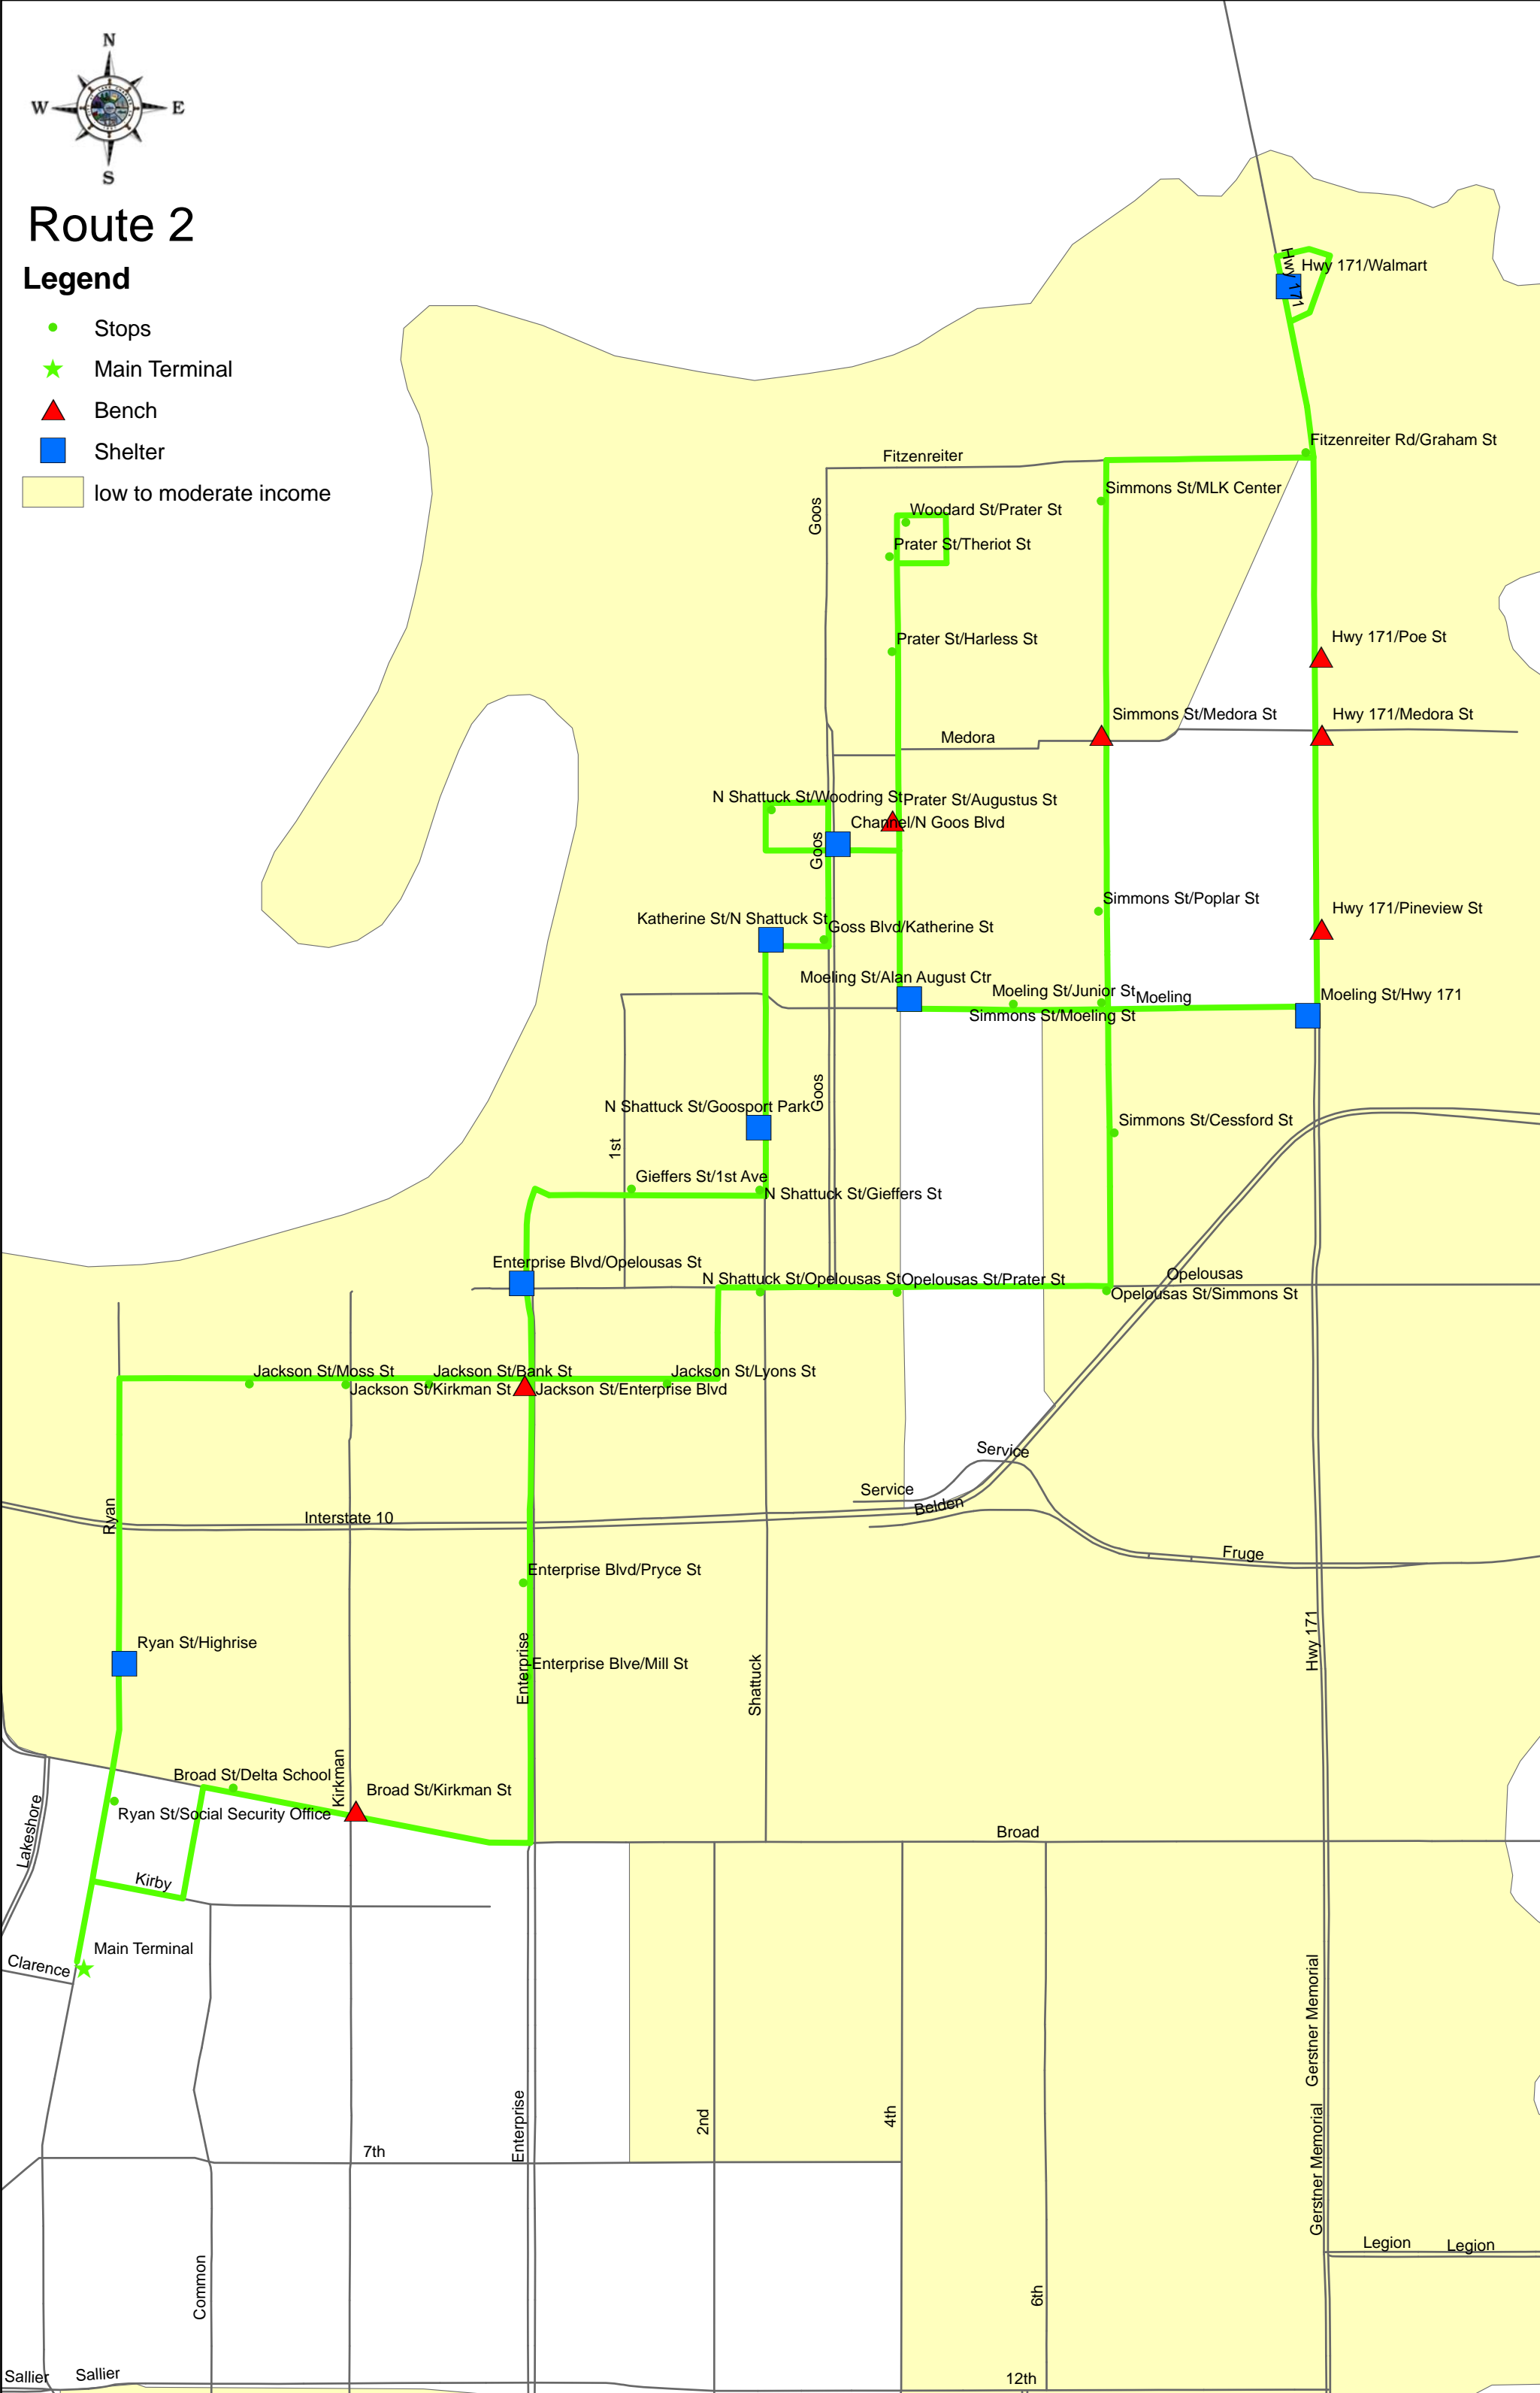 N
W
E
S
Route 2
Legend
Stops
Main Terminal
Bench
Shelter
low to moderate income
Hwy 171/Walmart
Hwy 171
Fitzenreiter Rd/Graham St
Fitzenreiter
Simmons St/MLK Center
Goos
Woodard St/Prater St
Prater St/Theriot St
Prater St/Harless St
Hwy 171/Poe St
Simmons St/Medora St
Hwy 171/Medora St
Medora
N Shattuck St/Woodring St
Prater St/Augustus St
Channel/N Goos Blvd
Goos
Simmons St/Poplar St
Hwy 171/Pineview St
Katherine St/N Shattuck St
Goss Blvd/Katherine St
Moeling St/Alan August Ctr
Moeling St/Junior St
Moeling
Moeling St/Hwy 171
Simmons St/Moeling St
Goos
N Shattuck St/Goosport Park
Simmons St/Cessford St
1st
Gieffers St/1st Ave
N Shattuck St/Gieffers St
Enterprise Blvd/Opelousas St
N Shattuck St/Opelousas St
Opelousas St/Prater St
Opelousas
Opelousas St/Simmons St
Jackson St/Moss St
Jackson St/Bank St
Jackson St/Lyons St
Jackson St/Kirkman St
Jackson St/Enterprise Blvd
Service
Service
Belden
Ryan
Interstate 10
Fruge
Enterprise Blvd/Pryce St
Hwy 171
Ryan St/Highrise
Enterprise
Enterprise Blve/Mill St
Shattuck
Broad St/Delta School
Kirkman
Broad St/Kirkman St
Ryan St/Social Security Office
Lakeshore
Broad
Kirby
Main Terminal
Clarence
Gerstner Memorial
Enterprise
2nd
4th
Gerstner Memorial
7th
Legion
Legion
Common
6th
Sallier
Sallier
12th